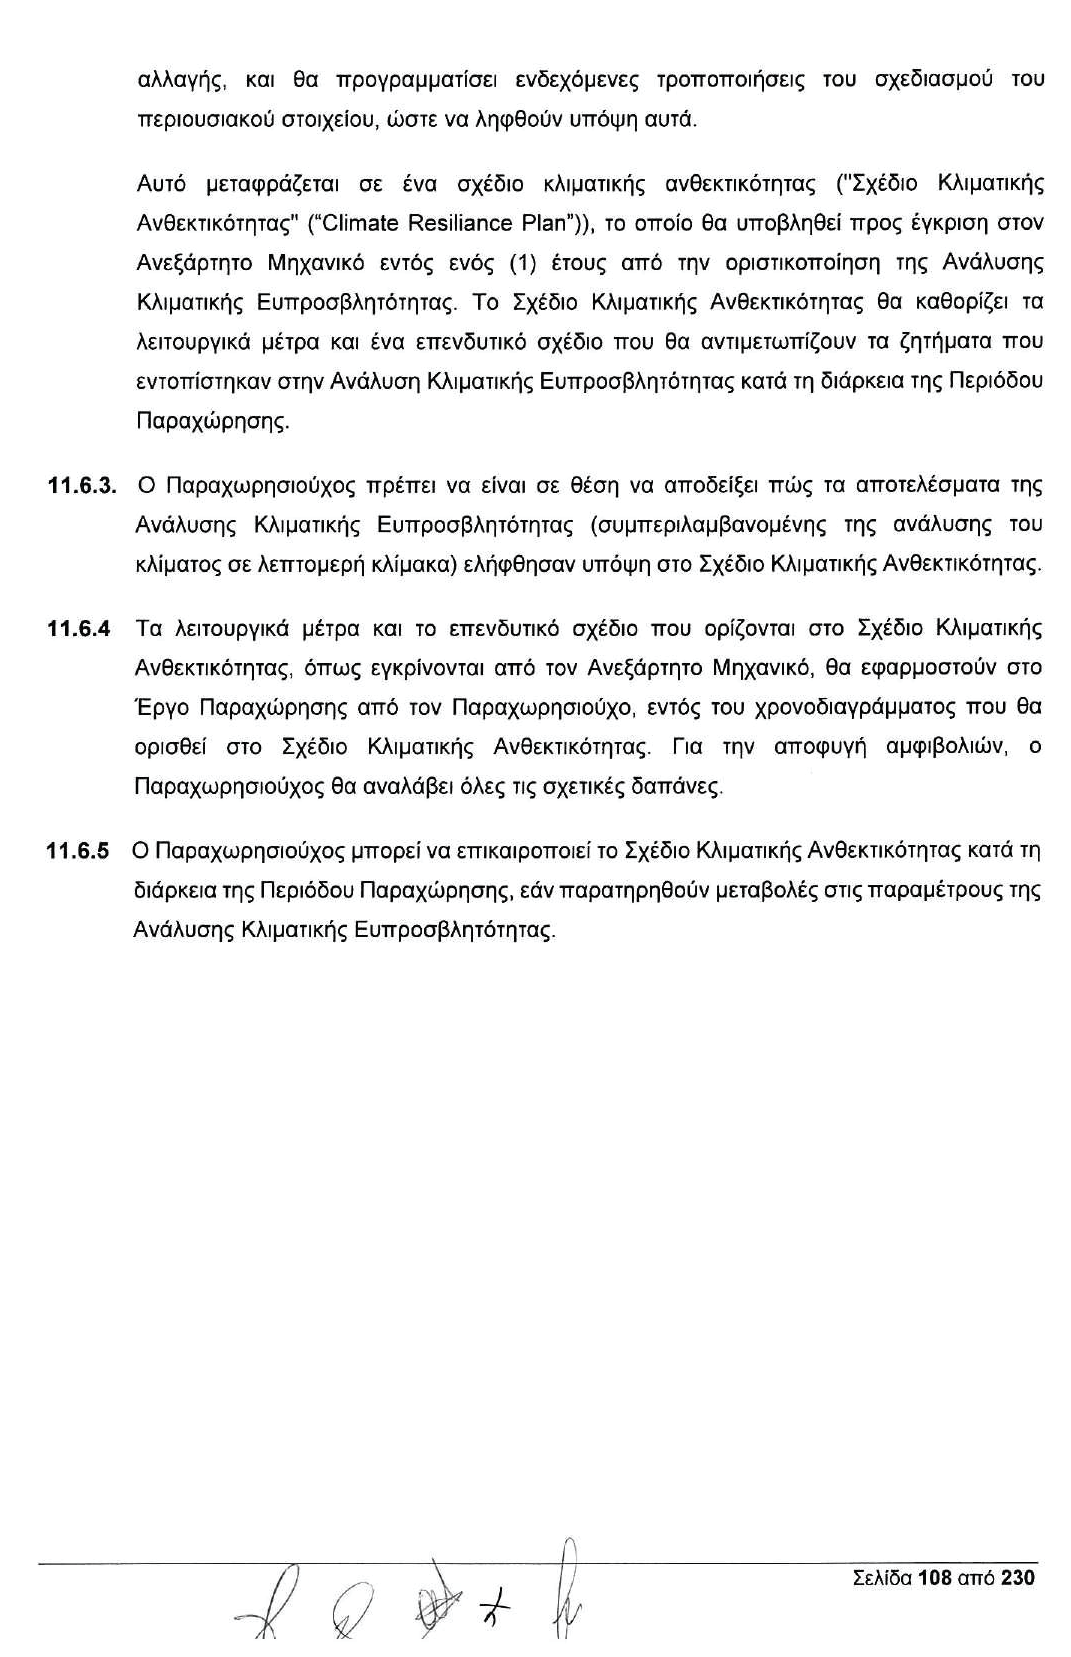 αλλαγής, και θα προγραμματίσει ενδεχόμενες τροποποιήσεις του σχεδιασμού του
περιουσιακού στοιχείου, ώστε να ληφθούν υπόψη αυτά.
Αυτό μεταφράζεται σε ένα σχέδιο κλιματικής ανθεκτικότητας ("Σχέδιο Κλιματικής
Ανθεκτικότητας" (“Climate Resiliance Plan”)), το οποίο θα υποβληθεί προς έγκριση στον
Ανεξάρτητο Μηχανικό εντός ενός (1) έτους από την οριστικοποίηση της Ανάλυσης
Κλιματικής Ευπροσβλητότητας. Το Σχέδιο Κλιματικής Ανθεκτικότητας θα καθορίζει τα
λειτουργικά μέτρα και ένα επενδυτικό σχέδιο που θα αντιμετωπίζουν τα ζητήματα που
εντοπίστηκαν στην Ανάλυση Κλιματικής Ευπροσβλητότητας κατά τη διάρκεια της Περιόδου
Παραχώρησης.
11.6.3. Ο Παραχωρησιούχος πρέπει να είναι σε θέση να αποδείξει πώς τα αποτελέσματα της
Ανάλυσης Κλιματικής Ευπροσβλητότητας (συμπεριλαμβανομένης της ανάλυσης του
κλίματος σε λεπτομερή κλίμακα) ελήφθησαν υπόψη στο Σχέδιο Κλιματικής Ανθεκτικότητας.
11.6.4 Τα λειτουργικά μέτρα και το επενδυτικό σχέδιο που ορίζονται στο Σχέδιο Κλιματικής
Ανθεκτικότητας, όπως εγκρίνονται από τον Ανεξάρτητο Μηχανικό, θα εφαρμοστούν στο
Έργο Παραχώρησης από τον Παραχωρησιούχο, εντός του χρονοδιαγράμματος που θα
ορισθεί στο Σχέδιο Κλιματικής Ανθεκτικότητας. Για την αποφυγή αμφιβολιών, ο
Παραχωρησιούχος θα αναλάβει όλες τις σχετικές δαπάνες.
11.6.5 Ο Παραχωρησιούχος μπορεί να επικαιροποιεί το Σχέδιο Κλιματικής Ανθεκτικότητας κατά τη
διάρκεια της Περιόδου Παραχώρησης, εάν παρατηρηθούν μεταβολές στις παραμέτρους της
Ανάλυσης Κλιματικής Ευπροσβλητότητας.
Σελίδα 108 από 230